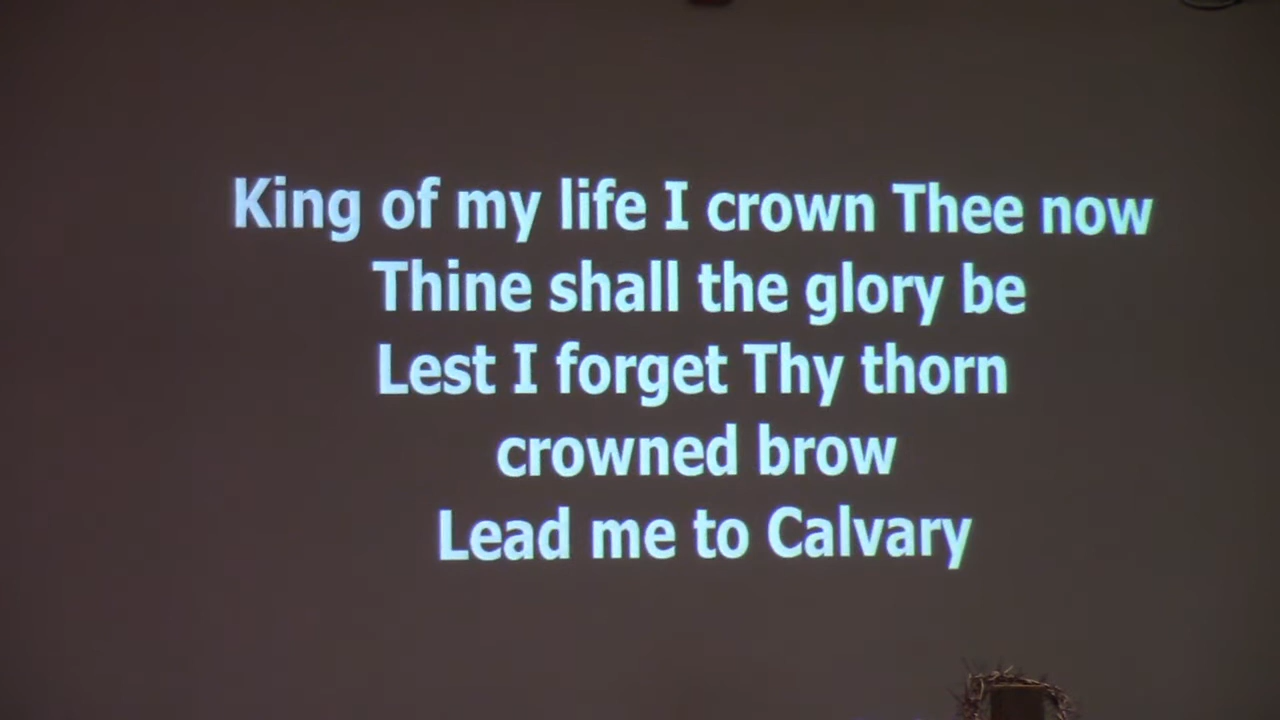 King of my life I crown Thee now
Thine shall the glory be
Lest I forget Thy thorn
crowned brow
Lead me to Calvary